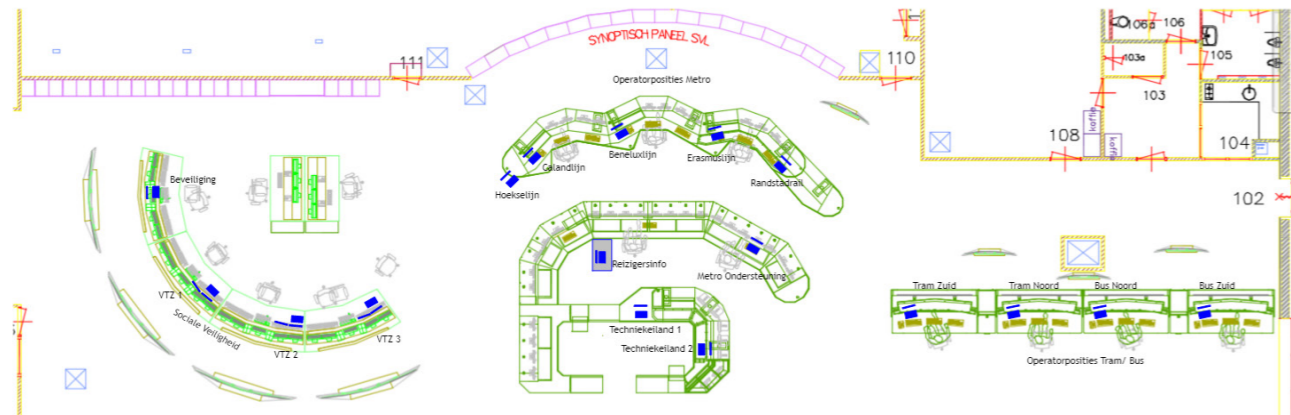 111
SYNOPTISCH PANEEL SVL
Operatorposities Metro
110
106a
106
105
103a
103
104
108
koffie
koffie
102
Beveiliging
VTZ 1
Sociale Veiligheid
VTZ 2
VTZ 3
Hoekselijn
Calandlijn
Beneluxlijn
Erasmuslijn
Randstadrail
Reizigersinfo
Metro Ondersteuning
Techniekeiland 1
Techniekeiland 2
Tram Zuid
Tram Noord
Bus Noord
Bus Zuid
Operatorposities Tram/ Bus